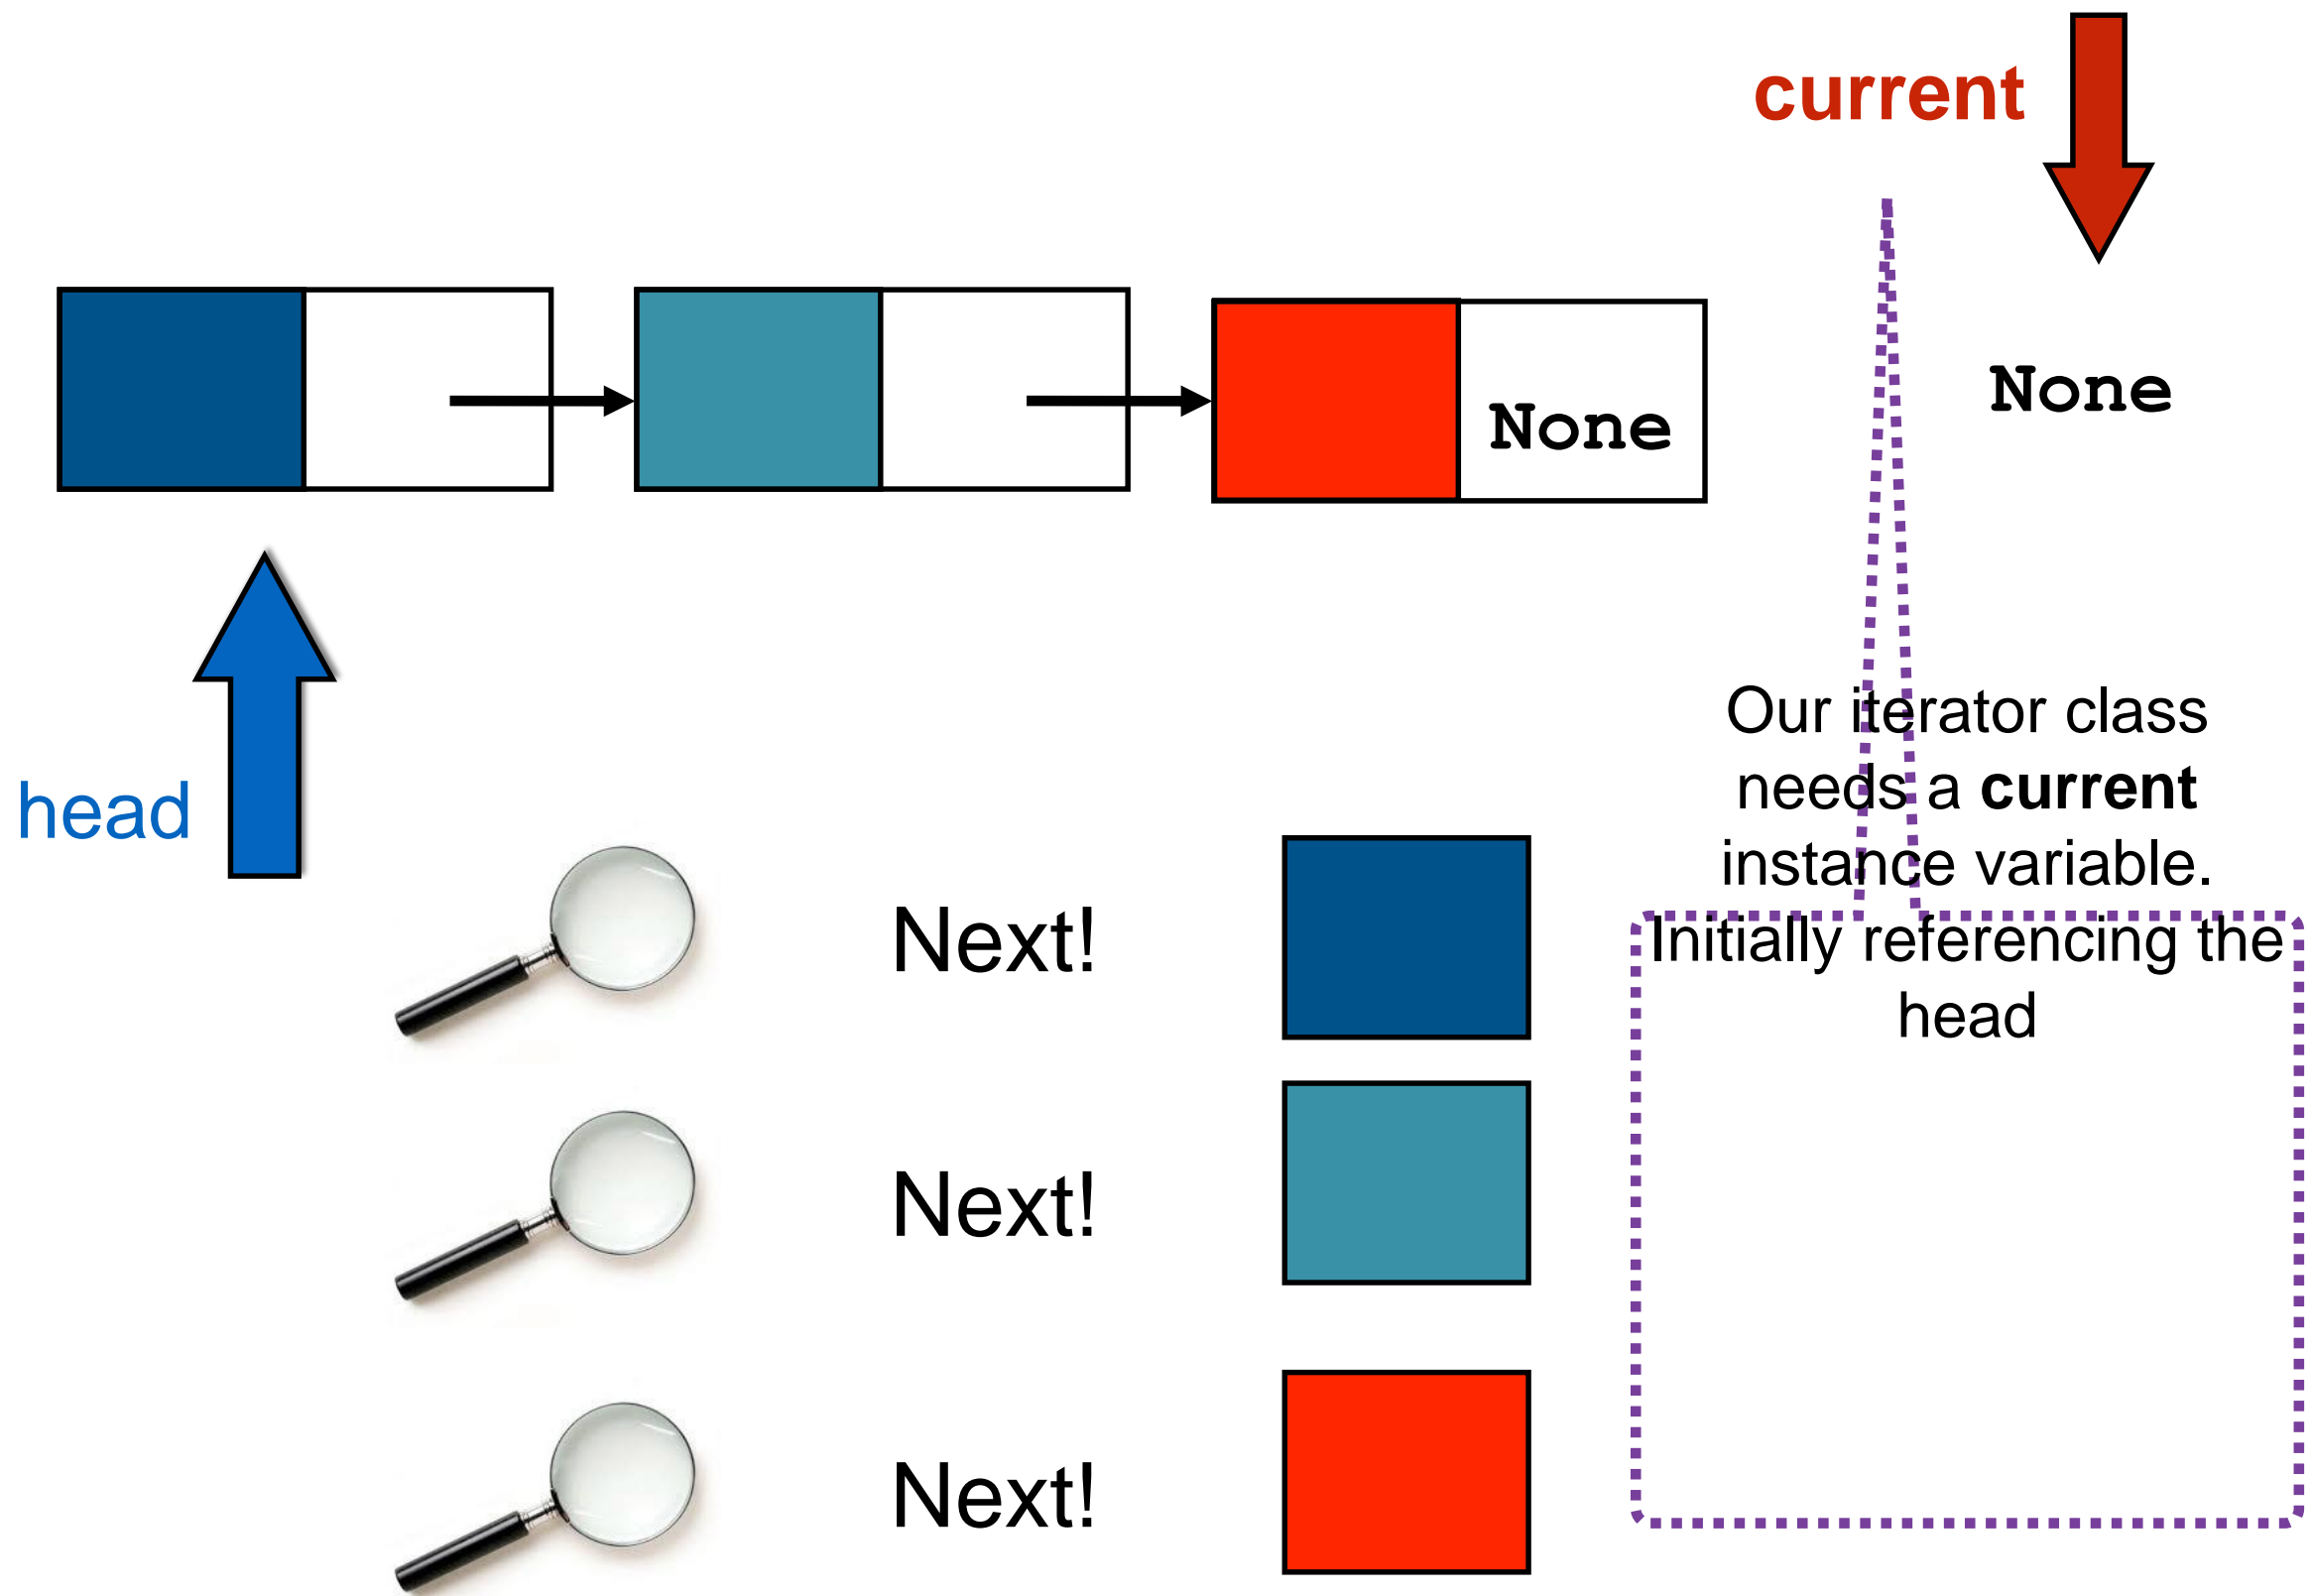 current
None
None
head
Our iterator class
needs a current
instance variable.
Initially referencing the
head
Next!
Next!
Next!